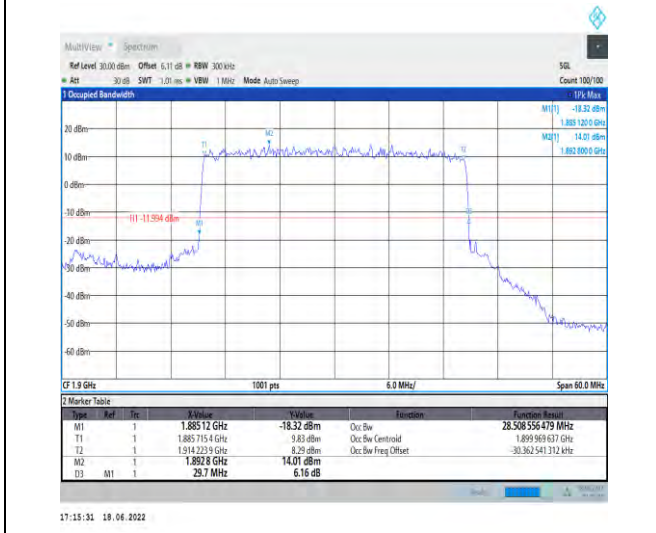 MultiView Spectrum
Ref Level 30.00 dBm Offset 6.11 dB RBW 300 kHz SGL
Att 30 dB SWT 1.01 ms VBW 1 MHz Mode Auto Sweep Count 100/100
1 Occupied Bandwidth 1Pk Max
M1[1] -18.32 dBm
1.885 120 0 GHz
M2[1] 14.01 dBm
1.892 800 0 GHz
20 dBm
M2
T1 T2
10 dBm
0 dBm
-10 dBm
H1 -11.994 dBm
D3
-20 dBm
-30 dBm
-40 dBm
-50 dBm
-60 dBm
CF 1.9 GHz 1001 pts 6.0 MHz/ Span 60.0 MHz
2 Marker Table
Type Ref Trc X-Value Y-Value Function Function Result
M1 1 1.88512 GHz -18.32 dBm Occ Bw 28.508 556 479 MHz
T1 1 1.885 715 4 GHz 9.83 dBm Occ Bw Centroid 1.899 969 637 GHz
T2 1 1.914 223 9 GHz 8.29 dBm Occ Bw Freq Offset -30.362 541 312 kHz
M2 1 1.892 8 GHz 14.01 dBm
D3 M1 1 29.7 MHz 6.16 dB
17:15:31 18.06.2022